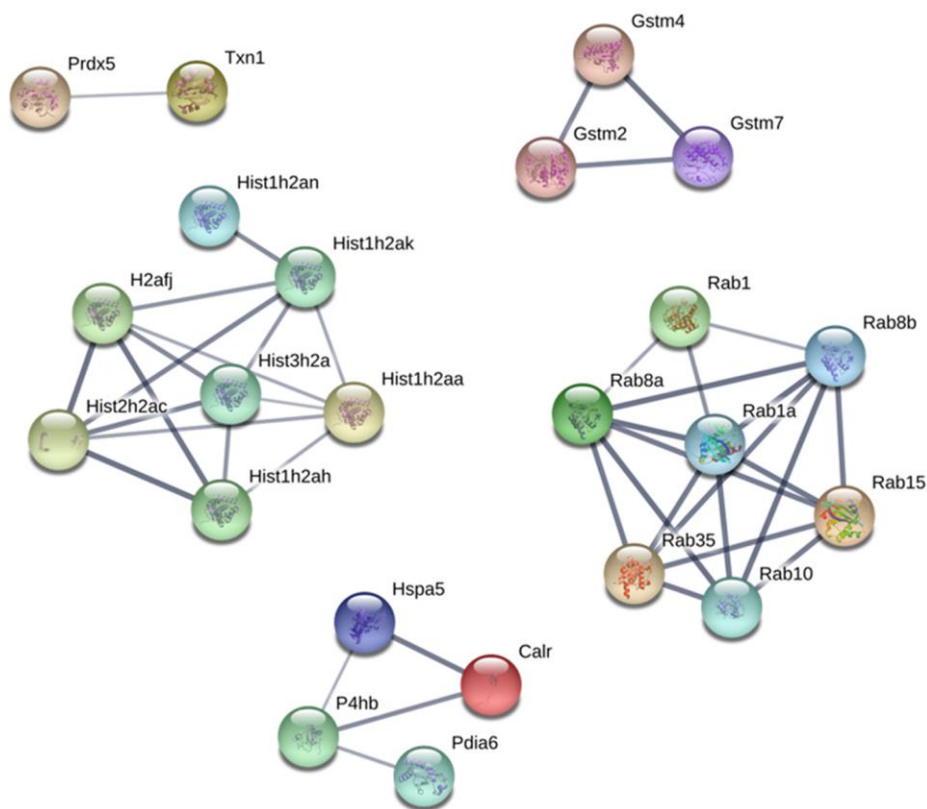 Gstm4
Prdx5
Txn1
Gstm2
Gstm7
Hist1h2an
Hist1h2ak
H2afj
Rab1
Rab8b
Hist3h2a
Hist1h2aa
Rab8a
Hist2h2ac
Rab1a
Hist1h2ah
Rab15
Rab35
Rab10
Hspa5
Calr
P4hb
Pdia6